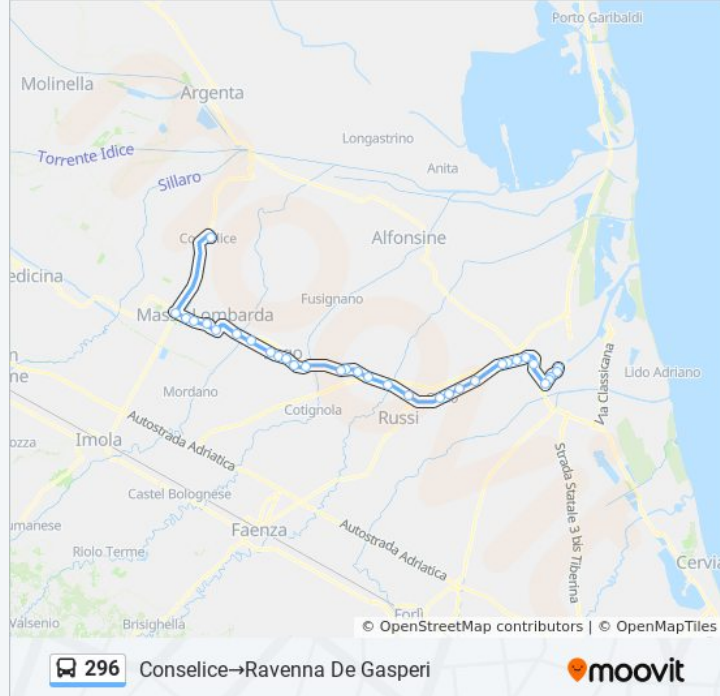 Porto Garibaldi
Molinella
Argenta
Longastrino
Torrente Idice
Anita
Sillaro
Alfonsine
edicina
Fusignano
Lombarda
Via Classicana
Lido Adriano
Mordano
Cotignola
Russi
Autostrada Adriatica
Imola
Strada Statale 3 bis Tiberina
Castel Bolognese
umanese
Faenza
Autostrada Adriatica
Riolo Terme
Cervia
Valsenio
Brisighella
Forlì
© OpenStreetMap contributors | © OpenMapTiles
296 Conselice→Ravenna De Gasperi
moovit